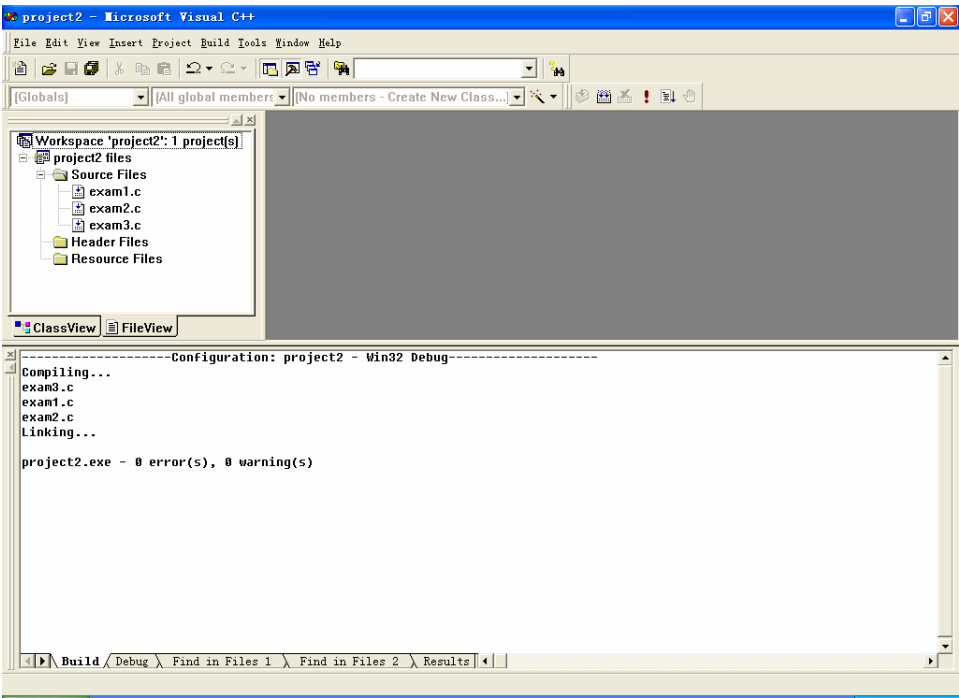 project2 - Microsoft Visual C++
File Edit View Insert Project Build Tools Window Help
(Globals) (All global members (No members - Create New Class...)
Workspace 'project2': 1 project(s)
project2 files
Source Files
exam1.c
exam2.c
exam3.c
Header Files
Resource Files
ClassView FileView
--------------------Configuration: project2 - Win32 Debug--------------------
Compiling...
exam3.c
exam1.c
exam2.c
Linking...
project2.exe - 0 error(s), 0 warning(s)
Build Debug Find in Files 1 Find in Files 2 Results